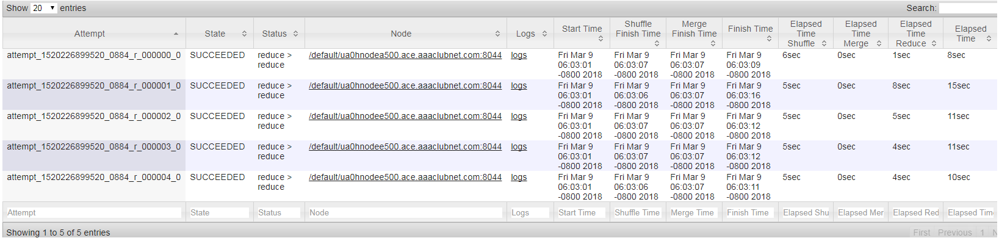 Show 20 entries Search:
Attempt State Status Node Logs Start Time Shuffle Finish Time Merge Finish Time Finish Time Elapsed Time Shuffle Elapsed Time Merge Elapsed Time Reduce Elapsed Time
attempt_1520226899520_0884_r_000000_0 SUCCEEDED reduce > /default/ua0hnodea500.ace.aaaclubnet.com:8044 logs Fri Mar 9 Fri Mar 9 Fri Mar 9 Fri Mar 9 6sec 0sec 1sec 8sec
reduce 06:03:01 06:03:07 06:03:07 06:03:09
-0800 2018 -0800 2018 -0800 2018 -0800 2018
attempt_1520226899520_0884_r_000001_0 SUCCEEDED reduce > /default/ua0hnodee500.ace.aaaclubnet.com:8044 logs Fri Mar 9 Fri Mar 9 Fri Mar 9 Fri Mar 9 5sec 0sec 8sec 15sec
reduce 06:03:01 06:03:06 06:03:07 06:03:16
-0800 2018 -0800 2018 -0800 2018 -0800 2018
attempt_1520226899520_0884_r_000002_0 SUCCEEDED reduce > /default/ua0hnodee500.ace.aaaclubnet.com:8044 logs Fri Mar 9 Fri Mar 9 Fri Mar 9 Fri Mar 9 5sec 0sec 5sec 11sec
reduce 06:03:01 06:03:07 06:03:07 06:03:12
-0800 2018 -0800 2018 -0800 2018 -0800 2018
attempt_1520226899520_0884_r_000003_0 SUCCEEDED reduce > /default/ua0hnodee500.ace.aaaclubnet.com:8044 logs Fri Mar 9 Fri Mar 9 Fri Mar 9 Fri Mar 9 5sec 0sec 4sec 11sec
reduce 06:03:01 06:03:07 06:03:07 06:03:12
-0800 2018 -0800 2018 -0800 2018 -0800 2018
attempt_1520226899520_0884_r_000004_0 SUCCEEDED reduce > /default/ua0hnodee500.ace.aaaclubnet.com:8044 logs Fri Mar 9 Fri Mar 9 Fri Mar 9 Fri Mar 9 5sec 0sec 4sec 10sec
reduce 06:03:01 06:03:06 06:03:07 06:03:11
-0800 2018 -0800 2018 -0800 2018 -0800 2018
Attempt State Status Node Logs Start Time Shuffle Time Merge Time Finish Time Elapsed Shu Elapsed Mer Elapsed Red Elapsed Tim
Showing 1 to 5 of 5 entries First Previous 1 N